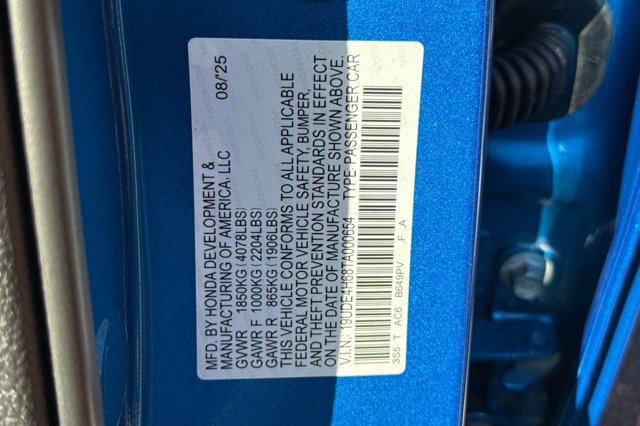 MFD. BY HONDA DEVELOPMENT & 08/'25
MANUFACTURING OF AMERICA, LLC
GVWR 1850KG(4078LBS)
GAWR F 1000KG(2204LBS)
GAWR R 865KG(1906LBS)
THIS VEHICLE CONFORMS TO ALL APPLICABLE
FEDERAL MOTOR VEHICLE SAFETY, BUMPER,
AND THEFT PREVENTION STANDARDS IN EFFECT
ON THE DATE OF MANUFACTURE SHOWN ABOVE.
V.I.N.: 19UDE4H68TA000654 TYPE:PASSENGER CAR
3S5 T AC6 B649PV F A